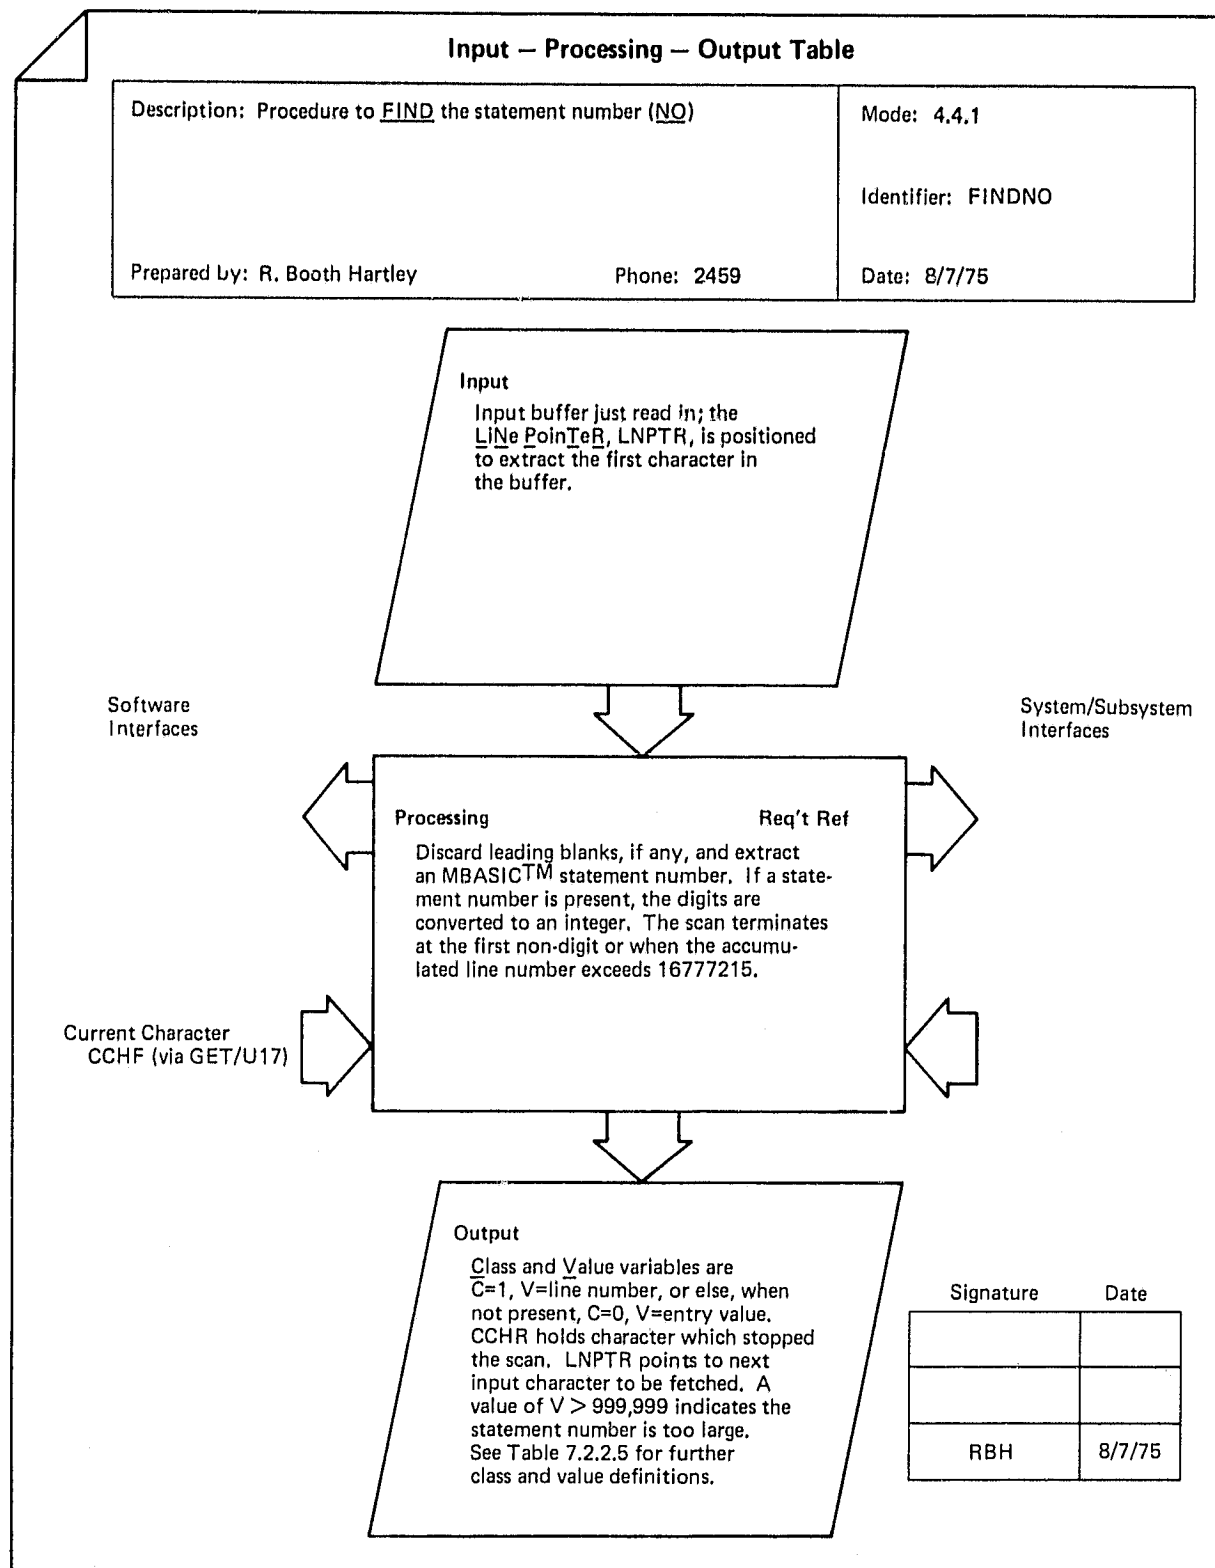 Input — Processing — Output Table
Description: Procedure to FIND the statement number (NO)
Mode: 4.4.1
Identifier: FINDNO
Prepared by: R. Booth Hartley
Phone: 2459
Date: 8/7/75
Input
Input buffer just read in; the
LiNe PoinTeR, LNPTR, is positioned
to extract the first character in
the buffer.
Software
Interfaces
System/Subsystem
Interfaces
Processing
Req't Ref
Discard leading blanks, if any, and extract
an MBASIC™ statement number. If a state-
ment number is present, the digits are
converted to an integer. The scan terminates
at the first non-digit or when the accumu-
lated line number exceeds 16777215.
Current Character
CCHF (via GET/U17)
Output
Class and Value variables are
C=1, V=line number, or else, when
not present, C=0, V=entry value.
CCHR holds character which stopped
the scan. LNPTR points to next
input character to be fetched. A
value of V > 999,999 indicates the
statement number is too large.
See Table 7.2.2.5 for further
class and value definitions.
Signature Date
RBH 8/7/75